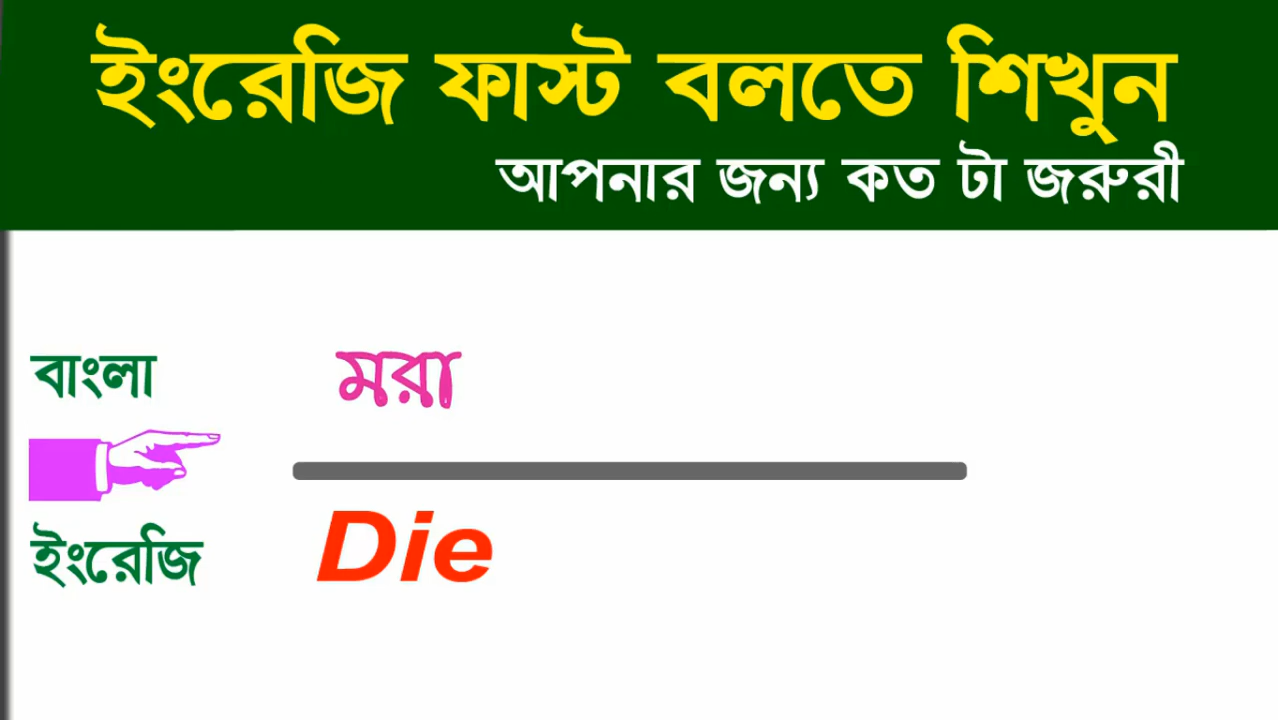 ইংরেজি ফাস্ট বলতে শিখুন
আপনার জন্য কত টা জরুরী
বাংলা
মরা
ইংরেজি
Die